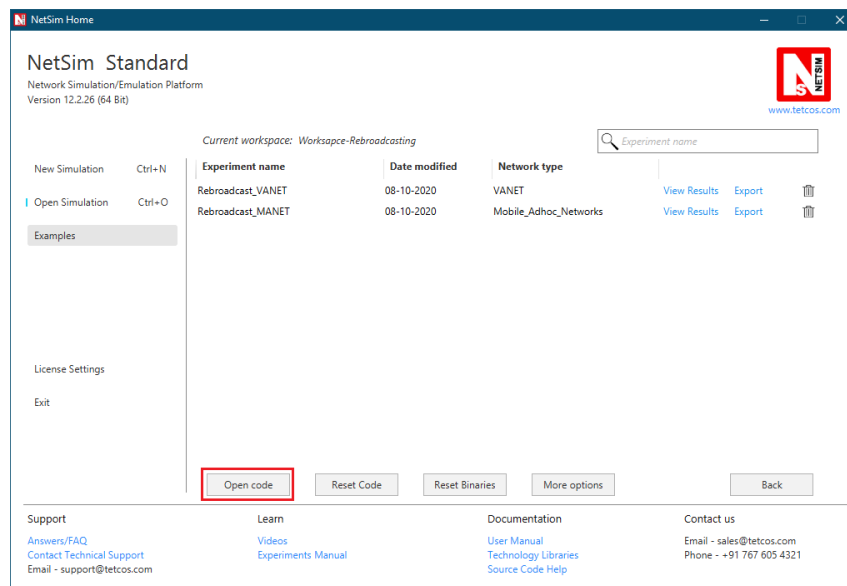 NetSim Home
NetSim Standard
Network Simulation/Emulation Platform
Version 12.2.26 (64 Bit)
NETSIM
N
S
www.tetcos.com
Current workspace: Worksapce-Rebroadcasting
Experiment name
New Simulation Ctrl+N
Open Simulation Ctrl+O
Examples
License Settings
Exit
Experiment name Date modified Network type
Rebroadcast_VANET 08-10-2020 VANET View Results Export
Rebroadcast_MANET 08-10-2020 Mobile_Adhoc_Networks View Results Export
Open code Reset Code Reset Binaries More options Back
Support
Answers/FAQ
Contact Technical Support
Email - support@tetcos.com
Learn
Videos
Experiments Manual
Documentation
User Manual
Technology Libraries
Source Code Help
Contact us
Email - sales@tetcos.com
Phone - +91 767 605 4321